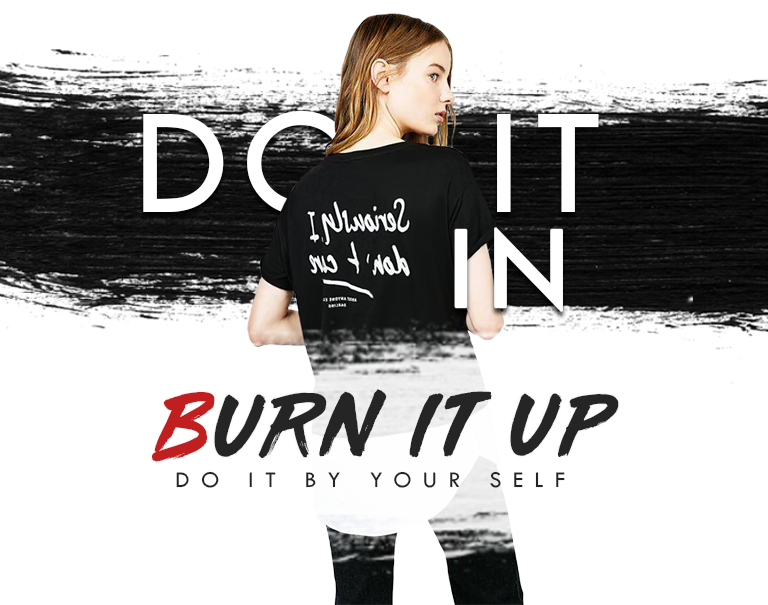 DO IT
IN
Seriously I
don't care
BURN IT UP
DO IT BY YOUR SELF